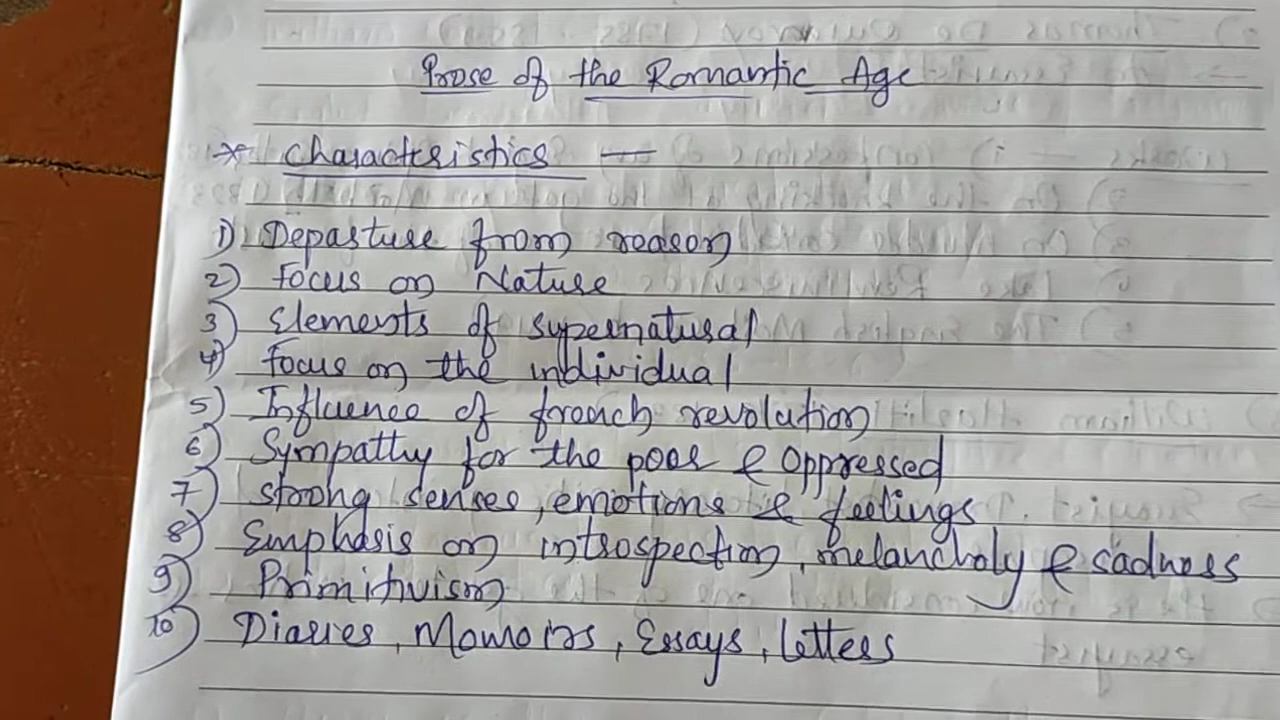 Prose of the Romantic Age
* Characteristics —
1) Departure from reason
2) Focus on Nature
3) Elements of supernatural
4) focus on the individual
5) Influence of french revolution
6) Sympathy for the poor & oppressed
7) strong senses, emotions & feelings
8) Emphasis on introspection, melancholy & sadness
9) Primitivism
10) Diaries, Memoirs, Essays, letters